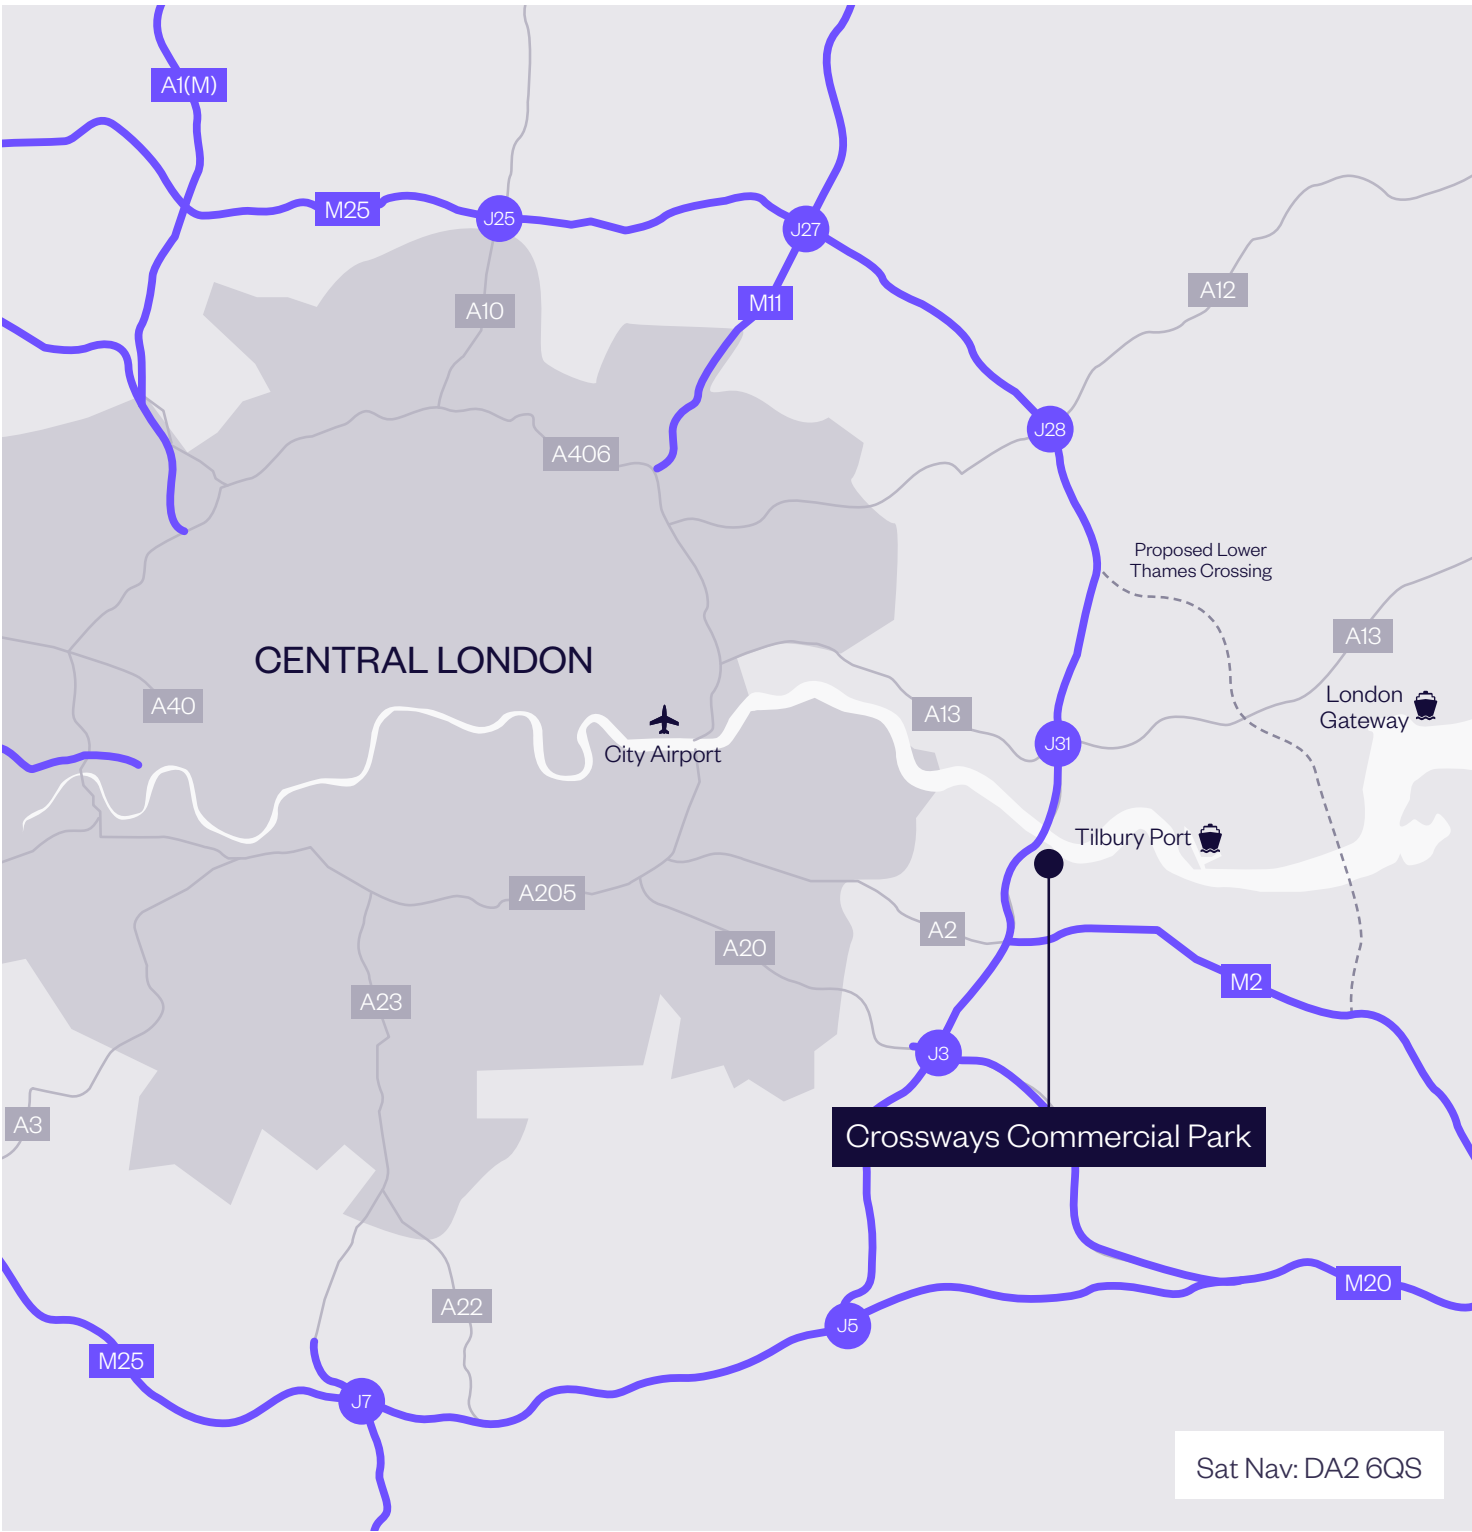 A1(M)
M25
J25
J27
A10
M11
A12
J28
A406
Proposed Lower
Thames Crossing
A13
CENTRAL LONDON
A40
London
Gateway
A13
J31
City Airport
Tilbury Port
A205
A2
A20
M2
A23
J3
A3
Crossways Commercial Park
M20
A22
J5
M25
J7
Sat Nav: DA2 6QS